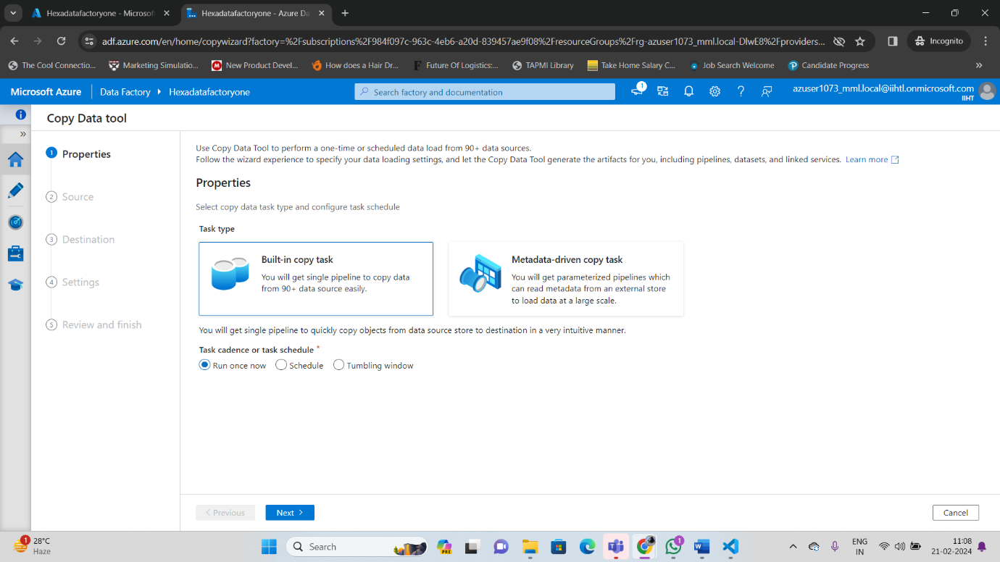 Hexadatafactoryone - Microsof
Hexadatafactoryone - Azure Da
adf.azure.com/en/home/copywizard?factory=%2Fsubscriptions%2F984f097c-963c-4eb6-a20d-839457ae9f08%2FresourceGroups%2Frg-azuser1073_mml.local-DlwE8%2Fproviders...
Incognito
The Cool Connectio...
Marketing Simulatio...
New Product Devel...
How does a Hair Dr...
Future Of Logistics:...
TAPMI Library
Take Home Salary C...
Job Search Welcome
Candidate Progress
Microsoft Azure
Data Factory
Hexadatafactoryone
Search factory and documentation
1
azuser1073_mml.local@iihtl.onmicrosoft.com
IIHT
Copy Data tool
1 Properties
2 Source
3 Destination
4 Settings
5 Review and finish
Use Copy Data Tool to perform a one-time or scheduled data load from 90+ data sources.
Follow the wizard experience to specify your data loading settings, and let the Copy Data Tool generate the artifacts for you, including pipelines, datasets, and linked services. Learn more
Properties
Select copy data task type and configure task schedule
Task type
Built-in copy task
You will get single pipeline to copy data
from 90+ data source easily.
Metadata-driven copy task
You will get parameterized pipelines which
can read metadata from an external store
to load data at a large scale.
You will get single pipeline to quickly copy objects from data source store to destination in a very intuitive manner.
Task cadence or task schedule *
Run once now
Schedule
Tumbling window
Previous
Next
Cancel
1
28°C
Haze
Search
PRE
1
ENG
IN
11:08
21-02-2024